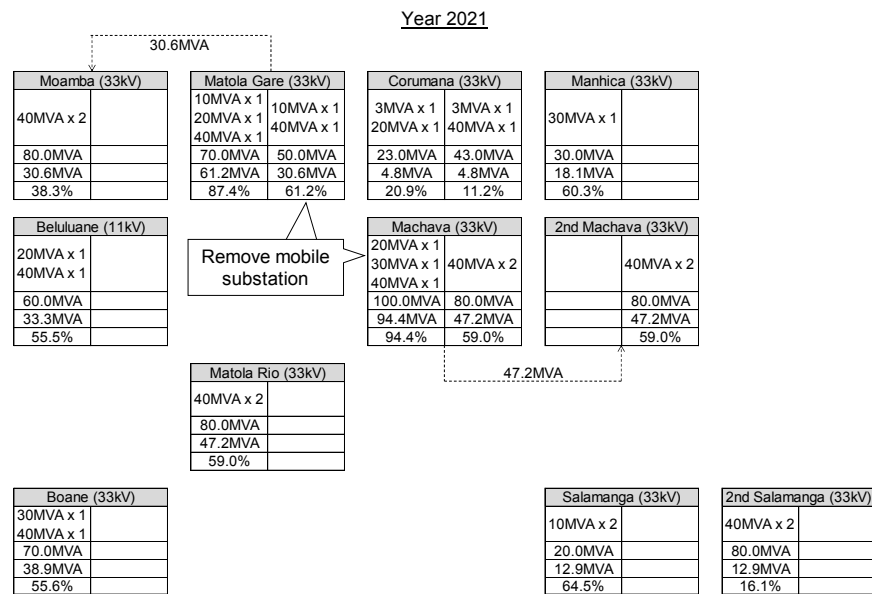 Year 2021
30.6MVA
Moamba (33kV)
40MVA x 2
80.0MVA
30.6MVA
38.3%
Matola Gare (33kV)
10MVA x 1
20MVA x 1
40MVA x 1
10MVA x 1
40MVA x 1
70.0MVA 50.0MVA
61.2MVA 30.6MVA
87.4% 61.2%
Corumana (33kV)
3MVA x 1 3MVA x 1
20MVA x 1 40MVA x 1
23.0MVA 43.0MVA
4.8MVA 4.8MVA
20.9% 11.2%
Manhica (33kV)
30MVA x 1
30.0MVA
18.1MVA
60.3%
Beluluane (11kV)
20MVA x 1
40MVA x 1
60.0MVA
33.3MVA
55.5%
Remove mobile
substation
Machava (33kV)
20MVA x 1
30MVA x 1 40MVA x 2
40MVA x 1
100.0MVA 80.0MVA
94.4MVA 47.2MVA
94.4% 59.0%
2nd Machava (33kV)
40MVA x 2
80.0MVA
47.2MVA
59.0%
47.2MVA
Matola Rio (33kV)
40MVA x 2
80.0MVA
47.2MVA
59.0%
Boane (33kV)
30MVA x 1
40MVA x 1
70.0MVA
38.9MVA
55.6%
Salamanga (33kV)
10MVA x 2
20.0MVA
12.9MVA
64.5%
2nd Salamanga (33kV)
40MVA x 2
80.0MVA
12.9MVA
16.1%